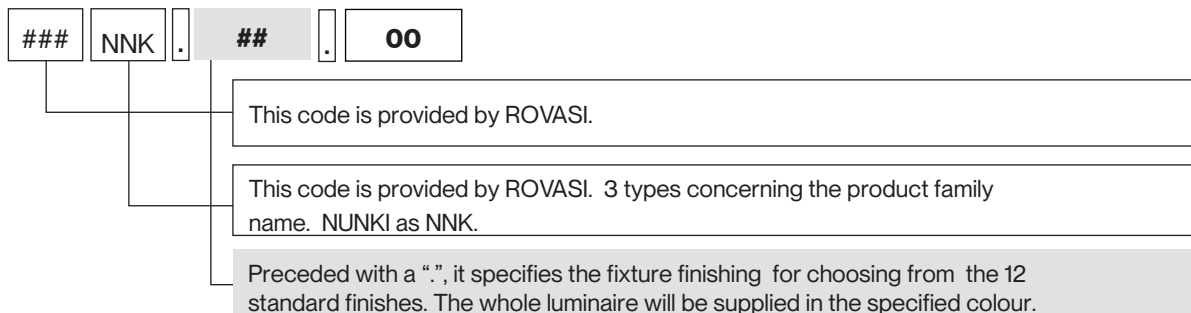 ### NNK . ## . 00
This code is provided by ROVASI.
This code is provided by ROVASI. 3 types concerning the product family
name. NUNKI as NNK.
Preceded with a “.”, it specifies the fixture finishing for choosing from the 12
standard finishes. The whole luminaire will be supplied in the specified colour.